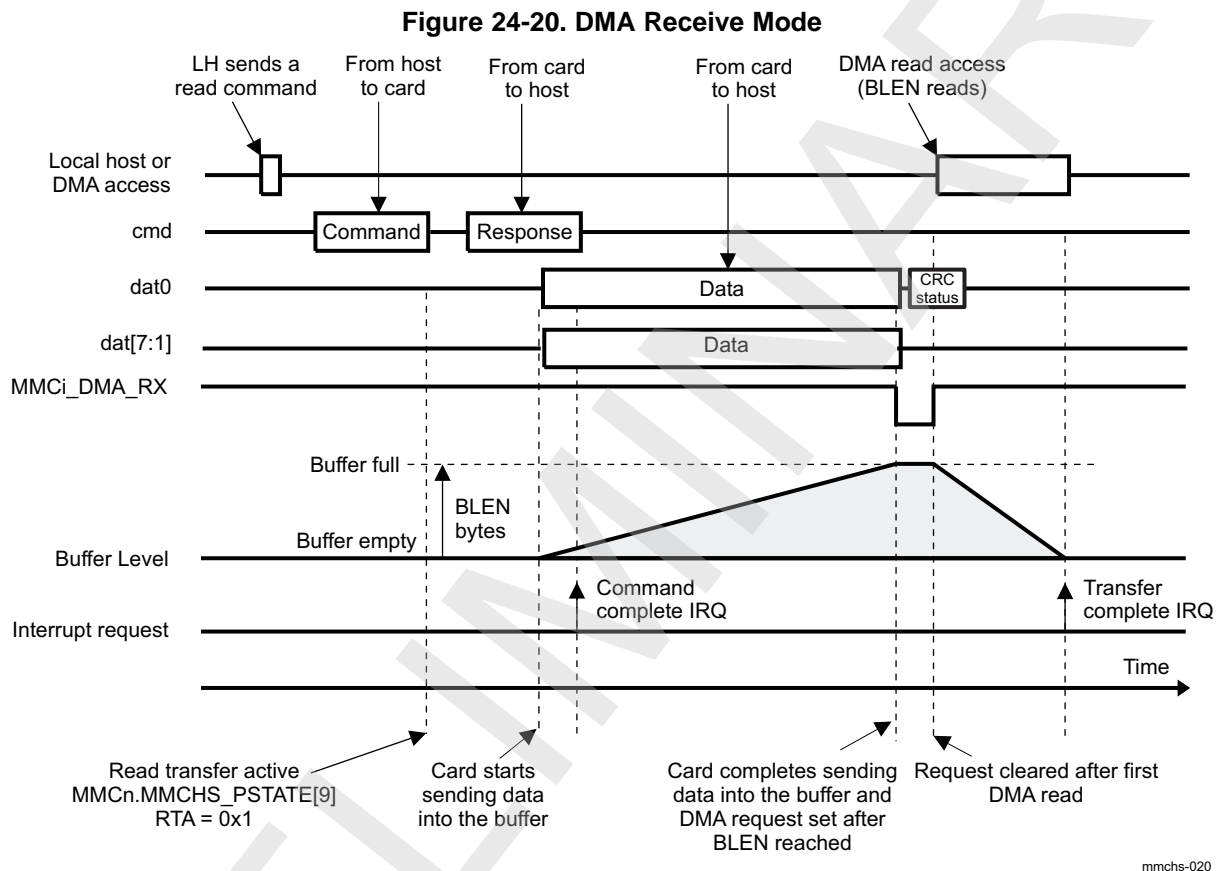 Figure 24-20. DMA Receive Mode
LH sends a
read command
From host
to card
From card
to host
From card
to host
DMA read access
(BLEN reads)
Local host or
DMA access
cmd
Command
Response
dat0
Data
CRC
status
dat[7:1]
Data
MMCi_DMA_RX
Buffer full
BLEN
bytes
Buffer empty
Buffer Level
Command
complete IRQ
Transfer
complete IRQ
Interrupt request
Time
Read transfer active
MMCn.MMCHS_PSTATE[9]
RTA = 0x1
Card starts
sending data
into the buffer
Card completes sending
data into the buffer and
DMA request set after
BLEN reached
Request cleared after first
DMA read
mmchs-020